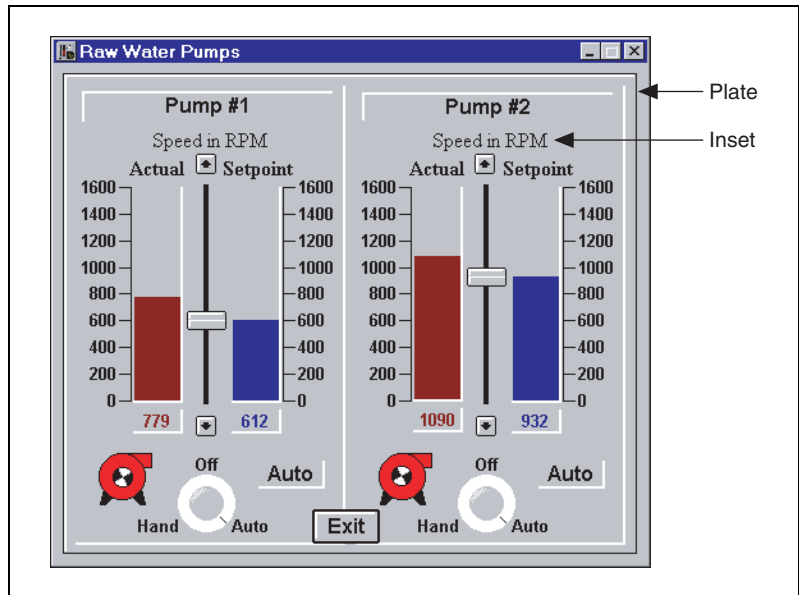 Raw Water Pumps
Pump #1
Speed in RPM
Actual Setpoint
1600 1600
1400 1400
1200 1200
1000 1000
800 800
600 600
400 400
200 200
0 0
779 612
Off
Auto
Hand Auto
Pump #2
Speed in RPM
Actual Setpoint
1600 1600
1400 1400
1200 1200
1000 1000
800 800
600 600
400 400
200 200
0 0
1090 932
Off
Auto
Hand Auto
Exit
Plate
Inset